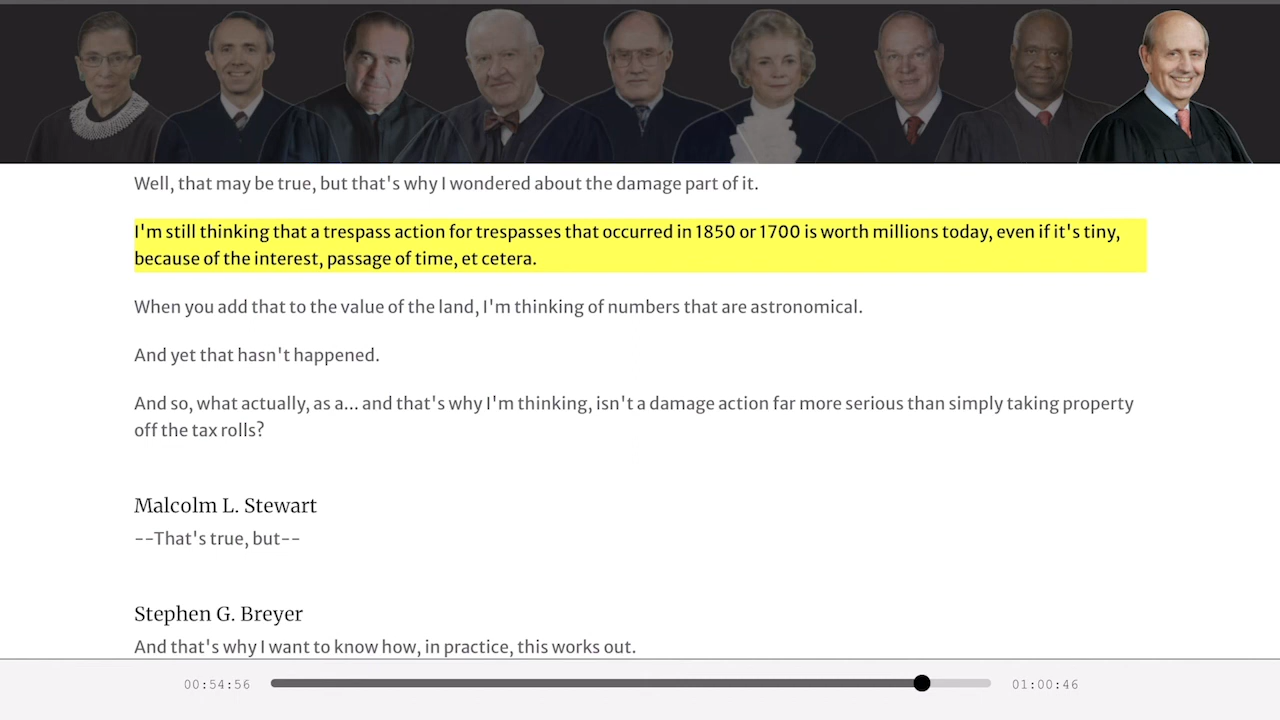 Well, that may be true, but that's why I wondered about the damage part of it.
I'm still thinking that a trespass action for trespasses that occurred in 1850 or 1700 is worth millions today, even if it's tiny,
because of the interest, passage of time, et cetera.
When you add that to the value of the land, I'm thinking of numbers that are astronomical.
And yet that hasn't happened.
And so, what actually, as a... and that's why I'm thinking, isn't a damage action far more serious than simply taking property
off the tax rolls?
Malcolm L. Stewart
--That's true, but--
Stephen G. Breyer
And that's why I want to know how, in practice, this works out.
00:54:56
01:00:46